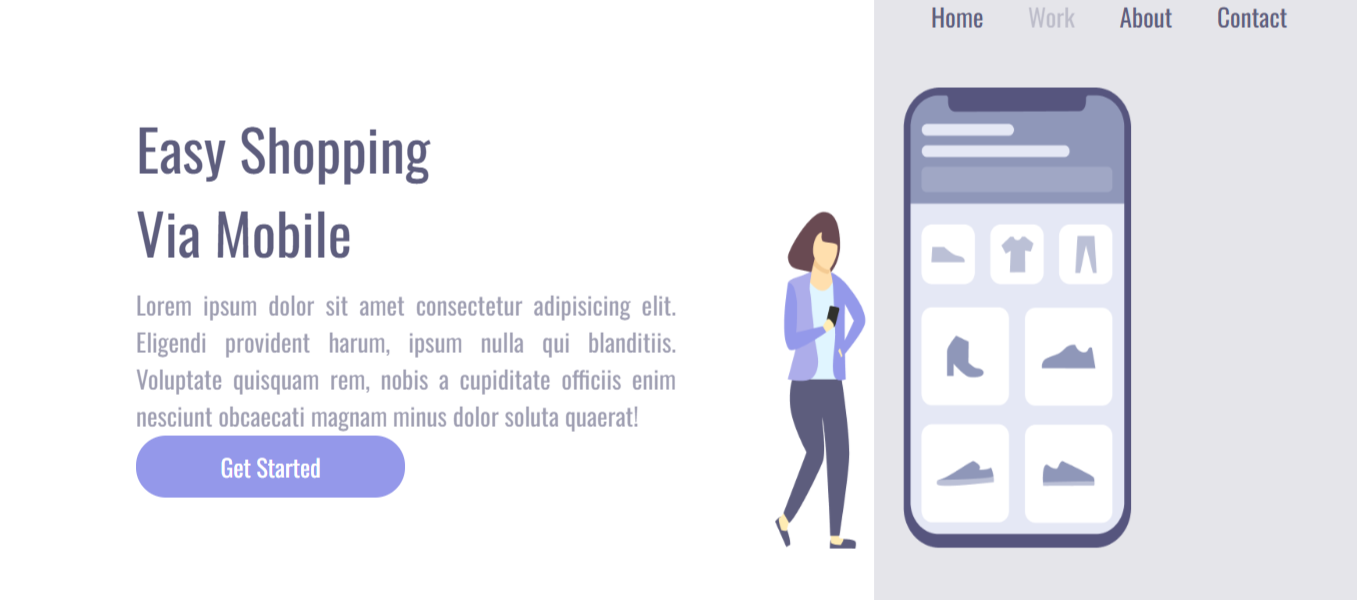 Home Work About Contact
Easy Shopping
Via Mobile
Lorem ipsum dolor sit amet consectetur adipisicing elit.
Eligendi provident harum, ipsum nulla qui blanditiis.
Voluptate quisquam rem, nobis a cupiditate officiis enim
nesciunt obcaecati magnam minus dolor soluta quaerat!
Get Started